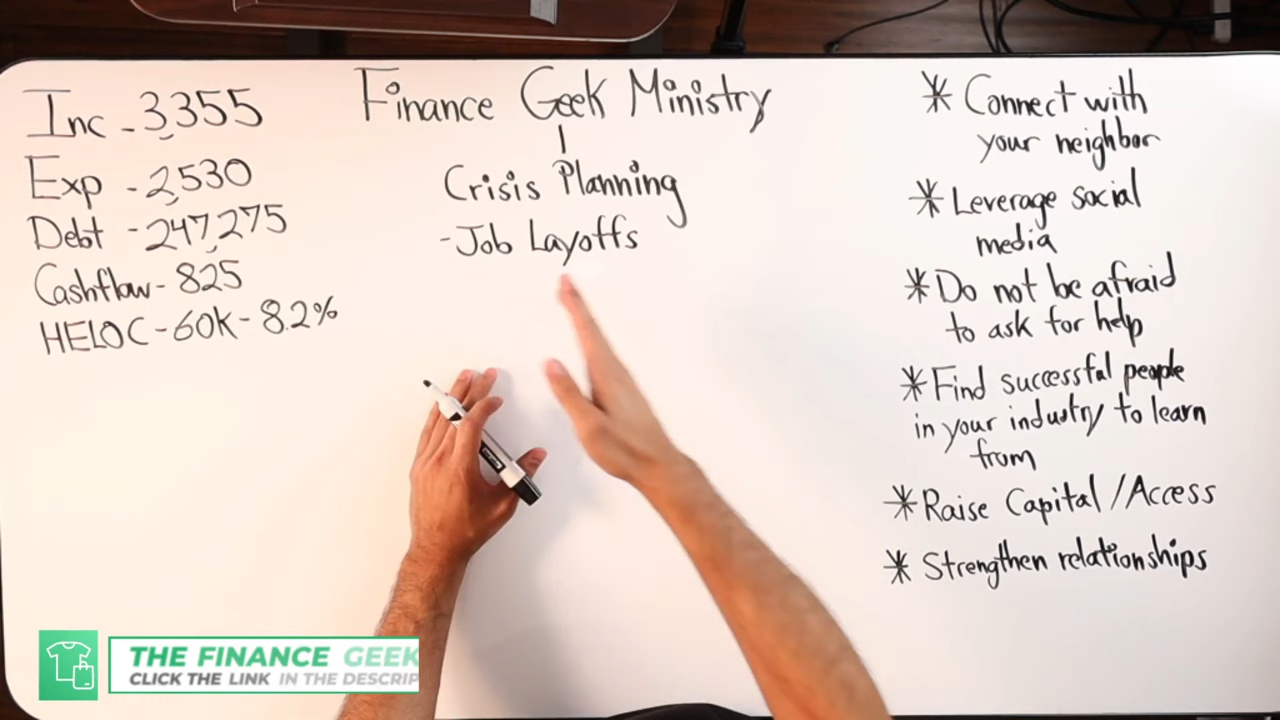 Inc - 3,355
Exp - 2,530
Debt - 247,275
Cashflow - 825
HELOC - 60K - 8.2%
Finance Geek Ministry
Crisis Planning
- Job Layoffs
* Connect with
your neighbor
* Leverage social
media
* Do not be afraid
to ask for help
* Find successful people
in your industry to learn
from
* Raise Capital / Access
* Strengthen relationships
THE FINANCE GEEK
CLICK THE LINK IN THE DESCRIP